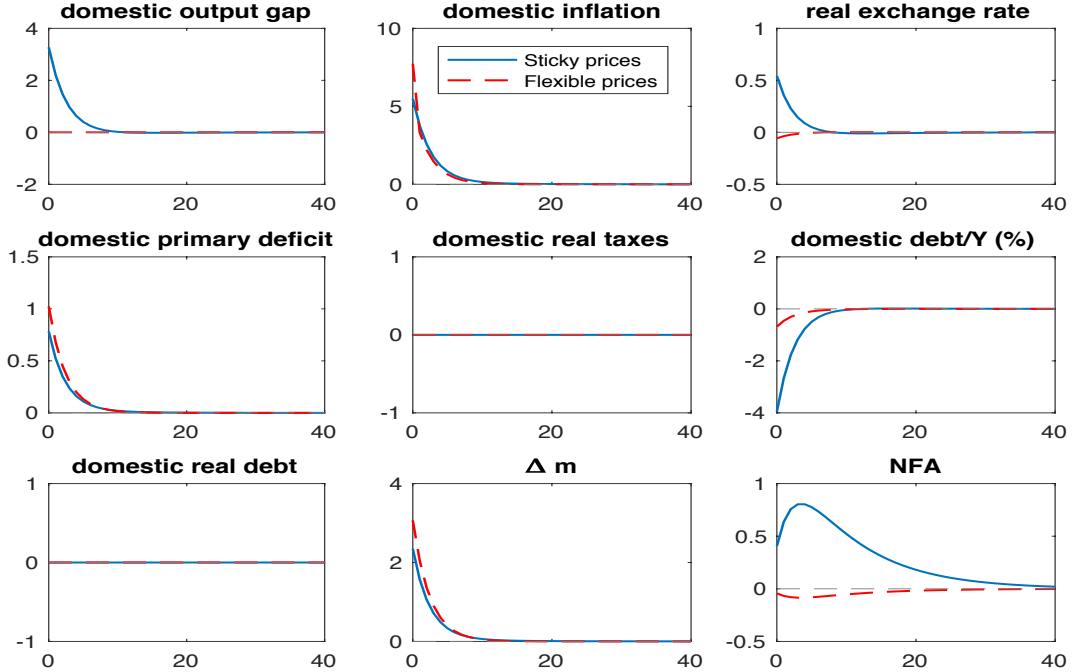 domestic output gap
4
2
0
-2
0 20 40
domestic inflation
10
5
0
0 20 40
Sticky prices
Flexible prices
real exchange rate
1
0.5
0
-0.5
0 20 40
domestic primary deficit
1.5
1
0.5
0
0 20 40
domestic real taxes
1
0
-1
0 20 40
domestic debt/Y (%)
2
0
-2
-4
0 20 40
domestic real debt
1
0
-1
0 20 40
Δ m
4
2
0
0 20 40
NFA
1
0.5
0
-0.5
0 20 40